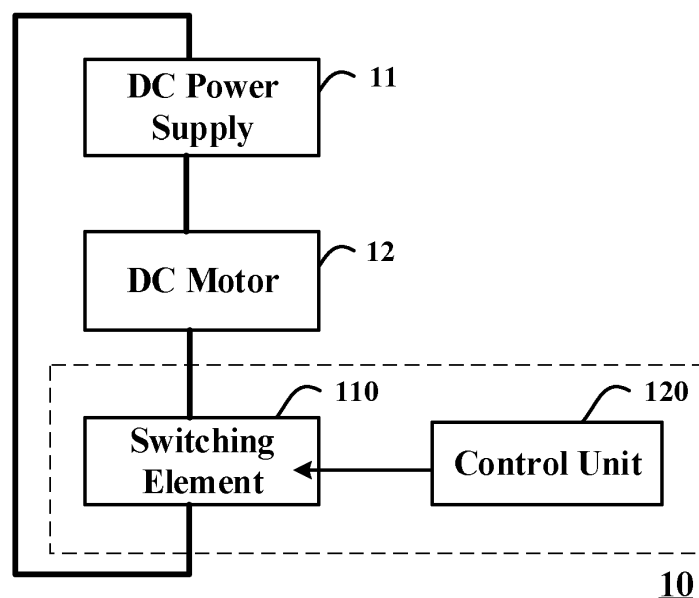 DC Power
Supply
11
DC Motor
12
110
120
Switching
Element
Control Unit
10